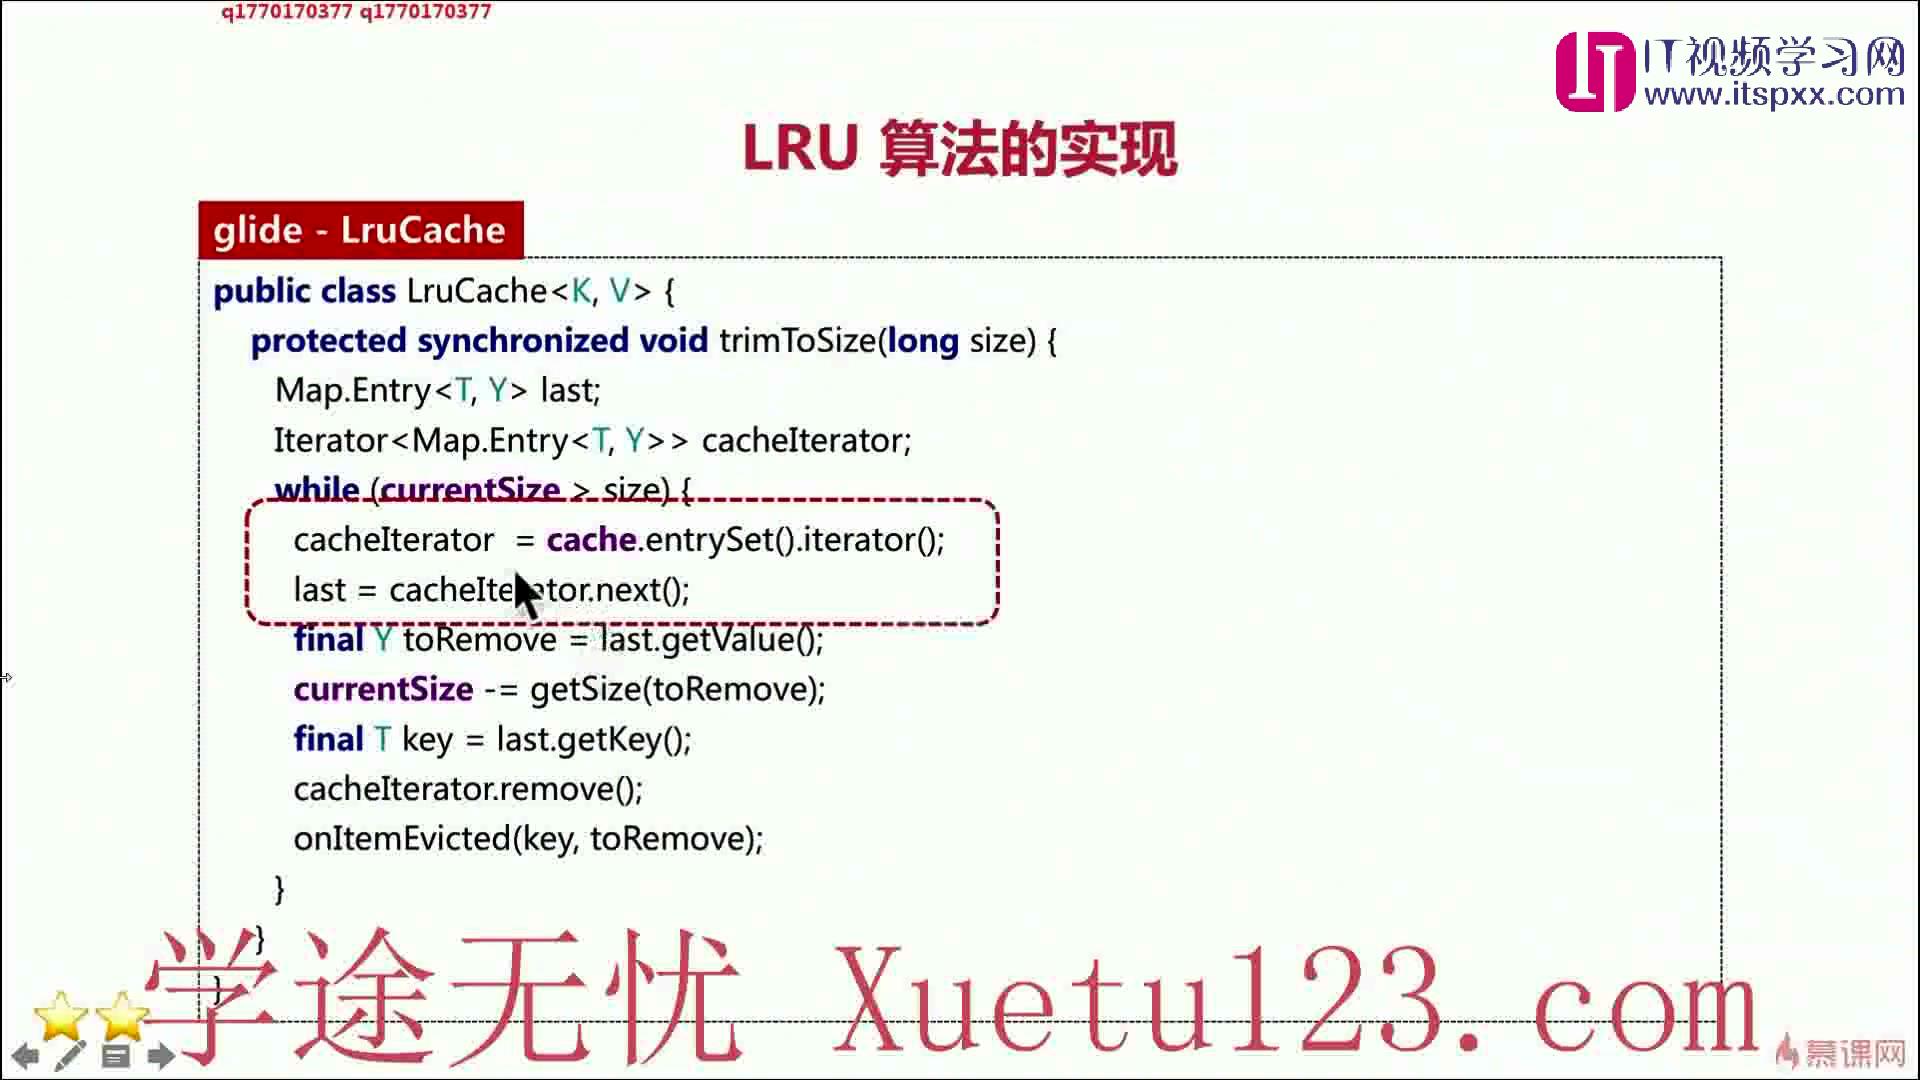 q1770170377 q1770170377
IT视频学习网
www.itspxx.com
LRU 算法的实现
glide - LruCache
public class LruCache<K, V> {
protected synchronized void trimToSize(long size) {
Map.Entry<T, Y> last;
Iterator<Map.Entry<T, Y>> cacheIterator;
while (currentSize > size) {
cacheIterator = cache.entrySet().iterator();
last = cacheIterator.next();
final Y toRemove = last.getValue();
currentSize -= getSize(toRemove);
final T key = last.getKey();
cacheIterator.remove();
onItemEvicted(key, toRemove);
}
}
}
学途无忧 Xuetu123.com
慕课网